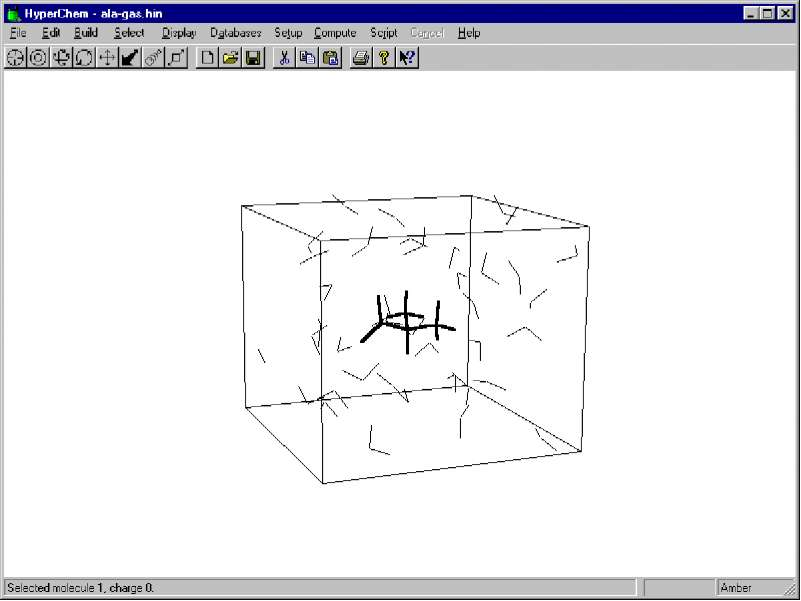 HyperChem - ala-gas.hin
File Edit Build Select Display Databases Setup Compute Script Cancel Help
Selected molecule 1, charge 0. Amber